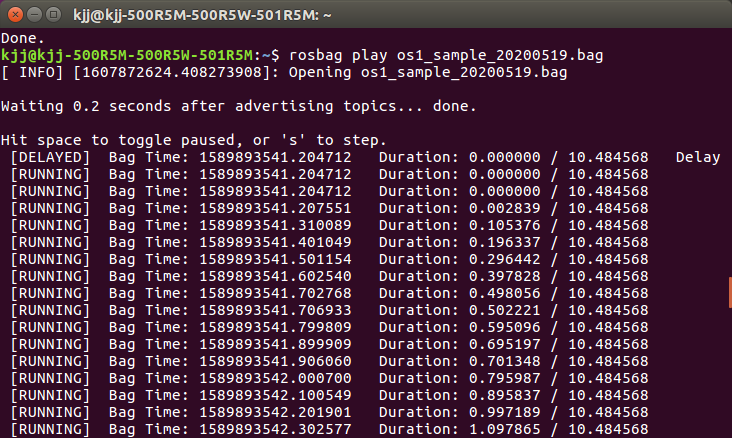 kjj@kjj-500R5M-500R5W-501R5M: ~
Done.
kjj@kjj-500R5M-500R5W-501R5M:~$ rosbag play os1_sample_20200519.bag
[ INFO] [1607872624.408273908]: Opening os1_sample_20200519.bag
Waiting 0.2 seconds after advertising topics... done.
Hit space to toggle paused, or 's' to step.
[DELAYED]  Bag Time: 1589893541.204712   Duration: 0.000000 / 10.484568   Delay
[RUNNING]  Bag Time: 1589893541.204712   Duration: 0.000000 / 10.484568
[RUNNING]  Bag Time: 1589893541.204712   Duration: 0.000000 / 10.484568
[RUNNING]  Bag Time: 1589893541.207551   Duration: 0.002839 / 10.484568
[RUNNING]  Bag Time: 1589893541.310089   Duration: 0.105376 / 10.484568
[RUNNING]  Bag Time: 1589893541.401049   Duration: 0.196337 / 10.484568
[RUNNING]  Bag Time: 1589893541.501154   Duration: 0.296442 / 10.484568
[RUNNING]  Bag Time: 1589893541.602540   Duration: 0.397828 / 10.484568
[RUNNING]  Bag Time: 1589893541.702768   Duration: 0.498056 / 10.484568
[RUNNING]  Bag Time: 1589893541.706933   Duration: 0.502221 / 10.484568
[RUNNING]  Bag Time: 1589893541.799809   Duration: 0.595096 / 10.484568
[RUNNING]  Bag Time: 1589893541.899909   Duration: 0.695197 / 10.484568
[RUNNING]  Bag Time: 1589893541.906060   Duration: 0.701348 / 10.484568
[RUNNING]  Bag Time: 1589893542.000700   Duration: 0.795987 / 10.484568
[RUNNING]  Bag Time: 1589893542.100549   Duration: 0.895837 / 10.484568
[RUNNING]  Bag Time: 1589893542.201901   Duration: 0.997189 / 10.484568
[RUNNING]  Bag Time: 1589893542.302577   Duration: 1.097865 / 10.484568